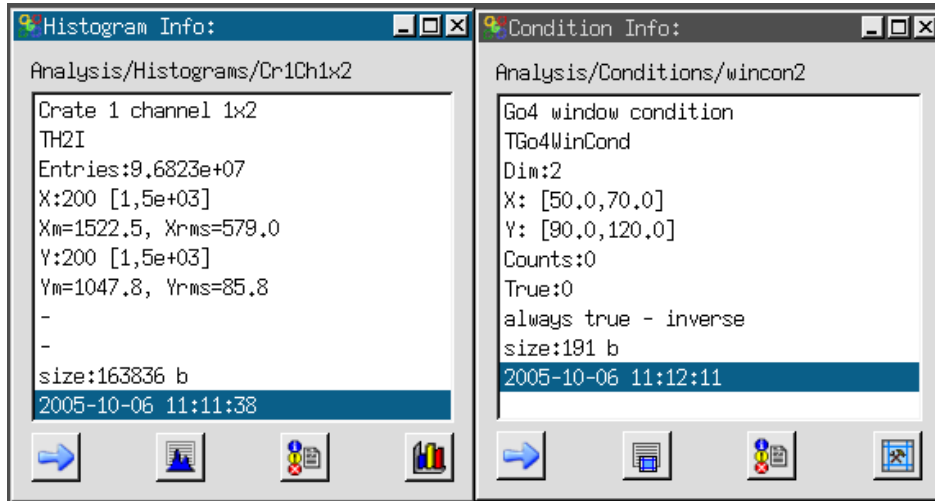 Histogram Info:
Analysis/Histograms/Cr1Ch1x2
Crate 1 channel 1x2
TH2I
Entries:9.6823e+07
X:200 [1,5e+03]
Xm=1522.5, Xrms=579.0
Y:200 [1,5e+03]
Ym=1047.8, Yrms=85.8
-
-
size:163836 b
2005-10-06 11:11:38
Condition Info:
Analysis/Conditions/wincon2
Go4 window condition
TGo4WinCond
Dim:2
X: [50.0,70.0]
Y: [90.0,120.0]
Counts:0
True:0
always true - inverse
size:191 b
2005-10-06 11:12:11